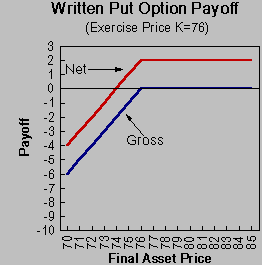 Written Put Option Payoff
(Exercise Price K=76)
3
2
1
0
-1
-2
-3
-4
-5
-6
-7
-8
-9
-10
Payoff
Net
Gross
70 71 72 73 74 75 76 77 78 79 80 81 82 83 84 85
Final Asset Price